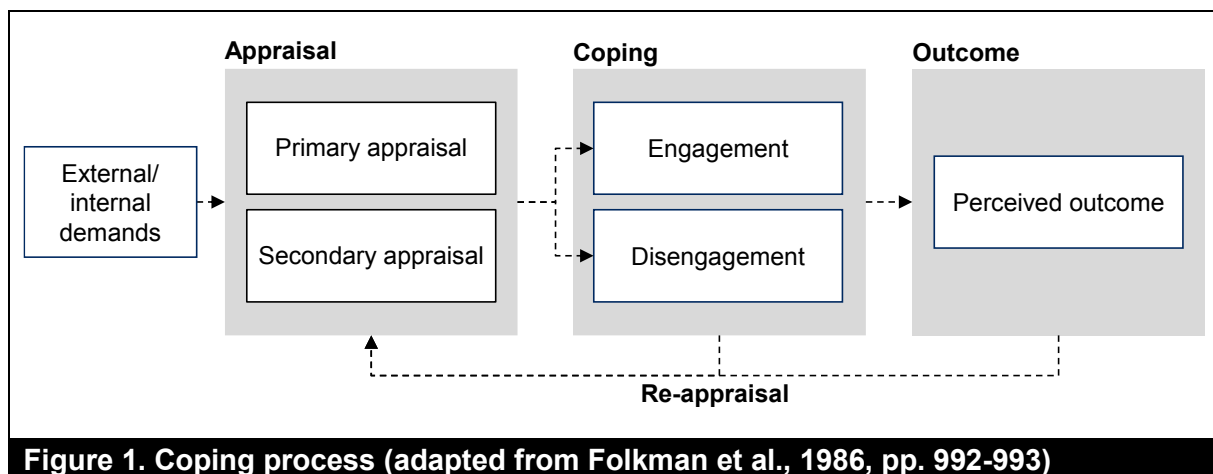 Appraisal
Coping
Outcome
External/
internal
demands
Primary appraisal
Secondary appraisal
Engagement
Disengagement
Perceived outcome
Re-appraisal
Figure 1. Coping process (adapted from Folkman et al., 1986, pp. 992-993)